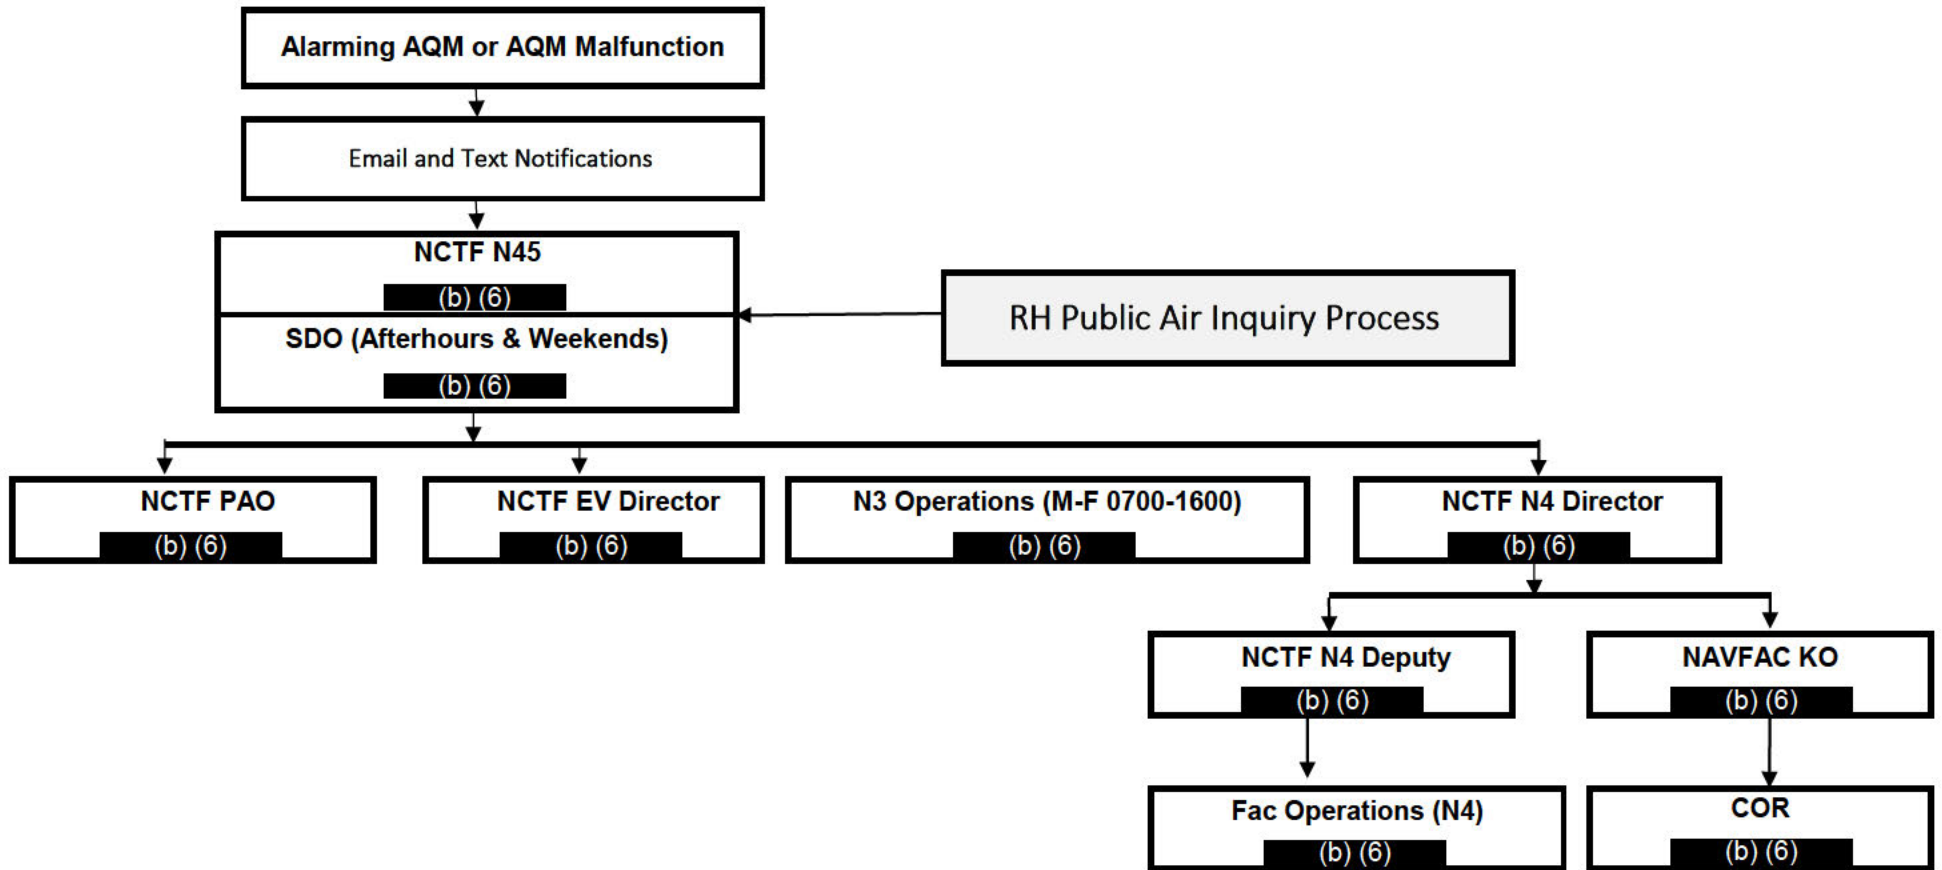 Alarming AQM or AQM Malfunction
Email and Text Notifications
NCTF N45
(b) (6)
SDO (Afterhours & Weekends)
(b) (6)
RH Public Air Inquiry Process
NCTF PAO
(b) (6)
NCTF EV Director
(b) (6)
N3 Operations (M-F 0700-1600)
(b) (6)
NCTF N4 Director
(b) (6)
NCTF N4 Deputy
(b) (6)
NAVFAC KO
(b) (6)
Fac Operations (N4)
(b) (6)
COR
(b) (6)